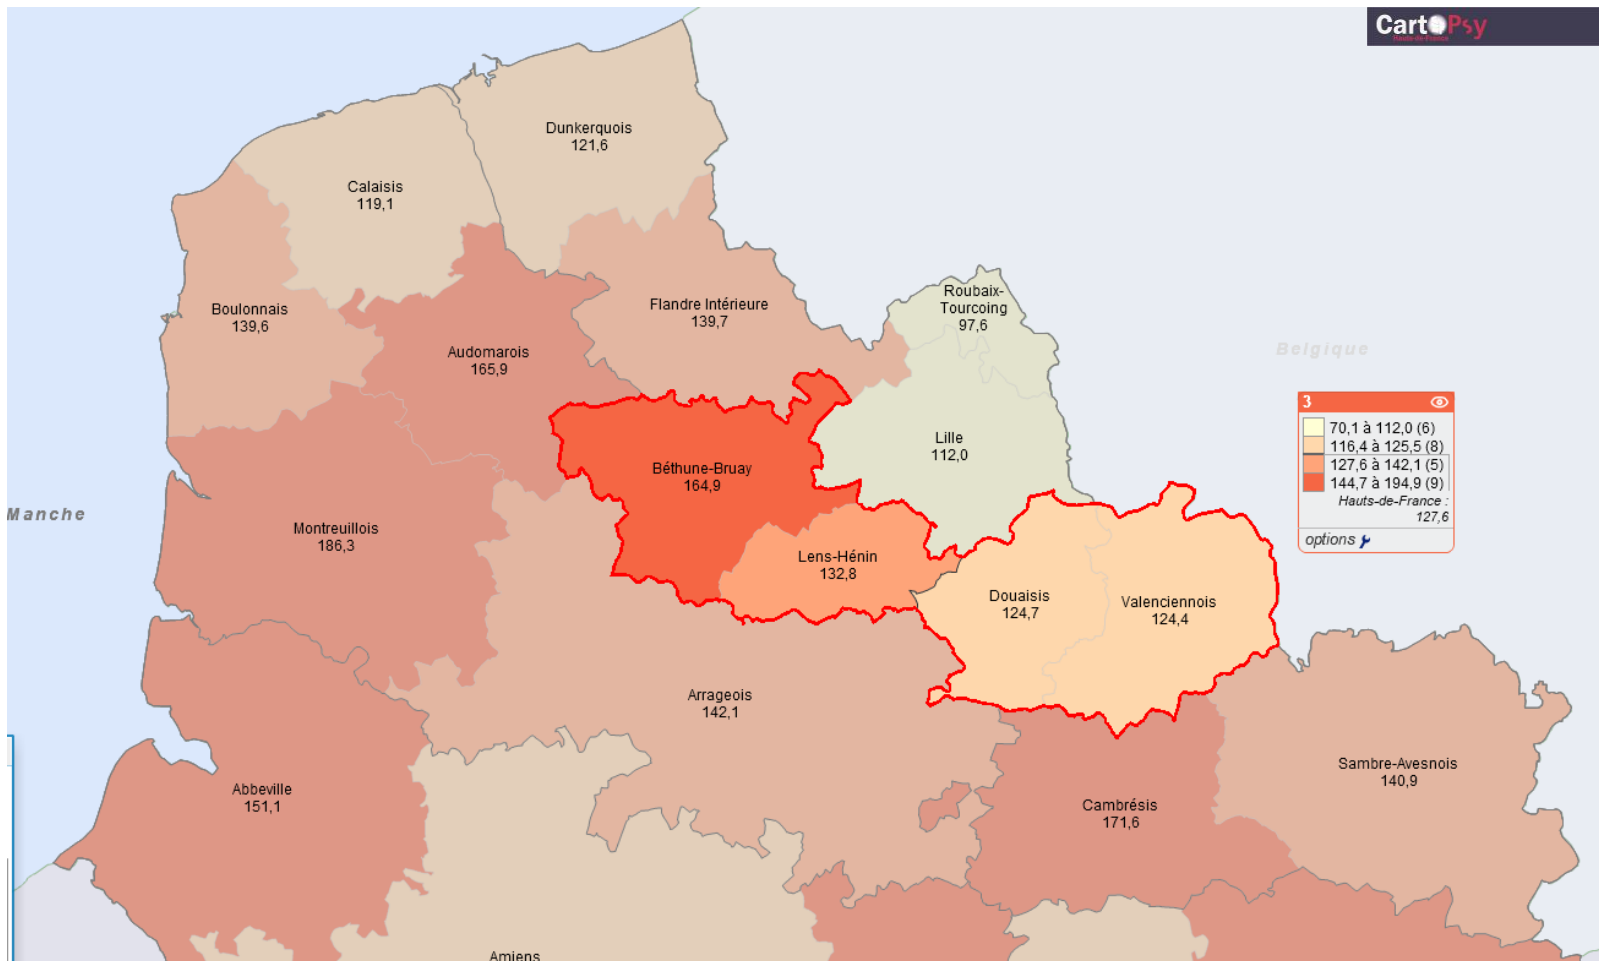 CartoPsy
Hauts-de-France
Dunkerquois
121,6
Calaisis
119,1
Boulonnais
139,6
Flandre Intérieure
139,7
Roubaix-
Tourcoing
97,6
Audomarois
165,9
Belgique
Lille
112,0
Béthune-Bruay
164,9
Manche
Montreuillois
186,3
Lens-Hénin
132,8
Douaisis
124,7
Valenciennois
124,4
3
70,1 à 112,0 (6)
116,4 à 125,5 (8)
127,6 à 142,1 (5)
144,7 à 194,9 (9)
Hauts-de-France :
127,6
options
Arrageois
142,1
Abbeville
151,1
Cambrésis
171,6
Sambre-Avesnois
140,9
Amiens